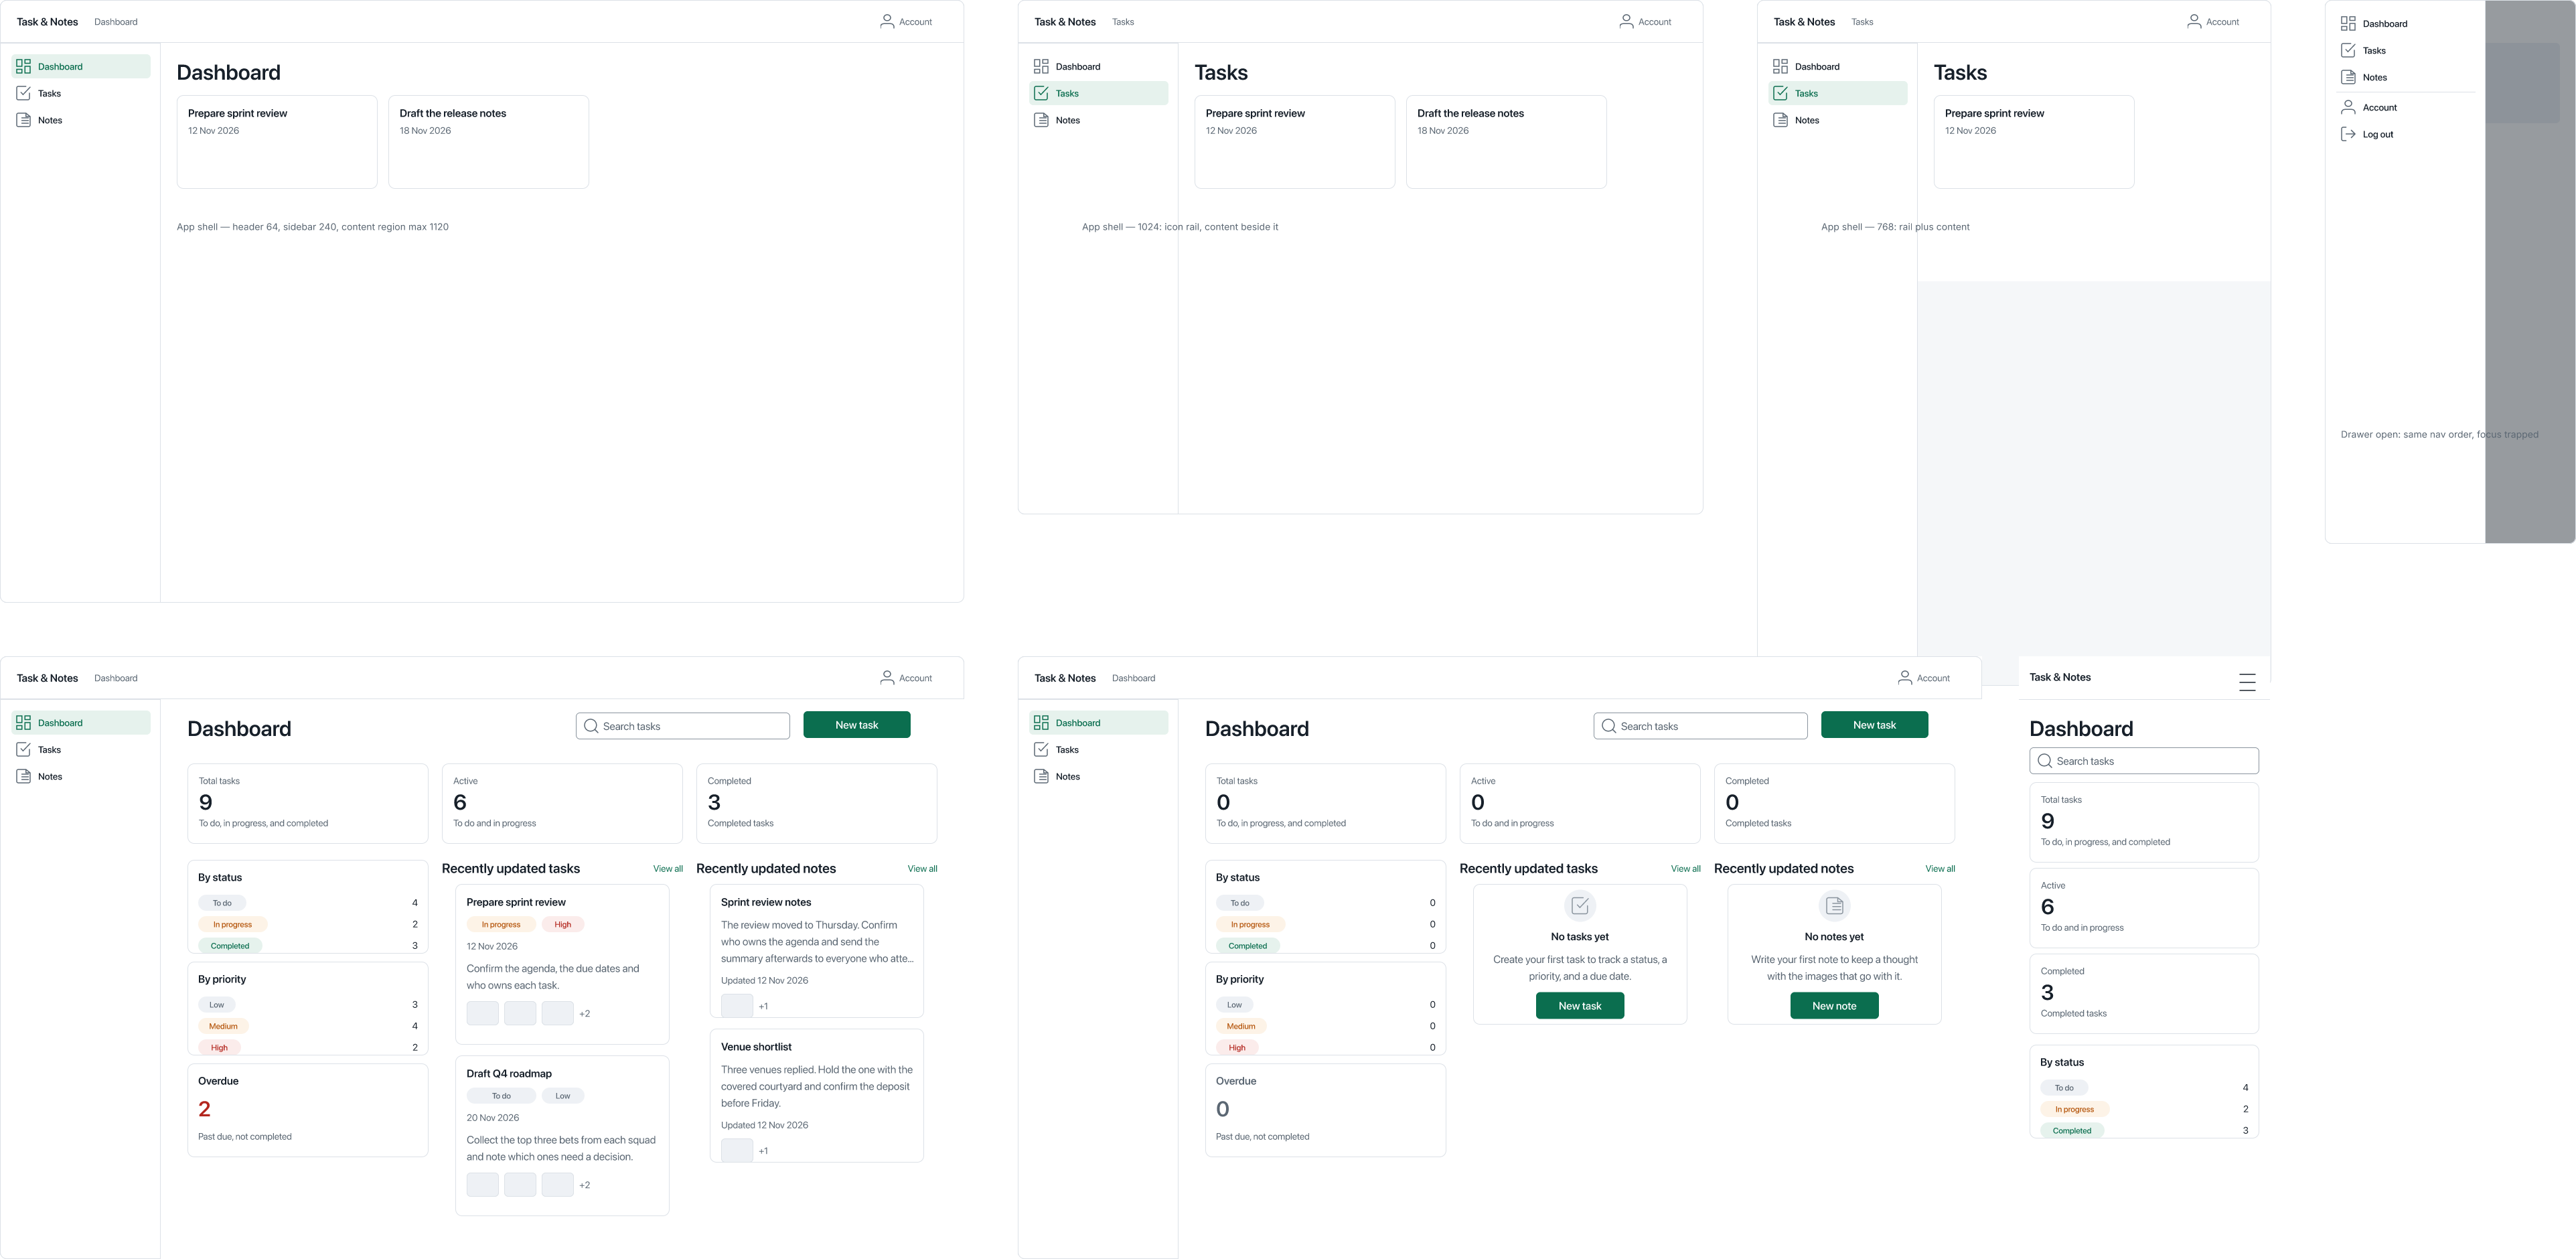 Task & Notes
Dashboard
Account
Dashboard
Tasks
Notes
Dashboard
Prepare sprint review
12 Nov 2026
Draft the release notes
18 Nov 2026
App shell — header 64, sidebar 240, content region max 1120
Task & Notes
Tasks
Account
Dashboard
Tasks
Notes
Tasks
Prepare sprint review
12 Nov 2026
Draft the release notes
18 Nov 2026
App shell — 1024: icon rail, content beside it
Task & Notes
Tasks
Account
Dashboard
Tasks
Notes
Tasks
Prepare sprint review
12 Nov 2026
App shell — 768: rail plus content
Dashboard
Tasks
Notes
Account
Log out
Drawer open: same nav order, focus trapped
Task & Notes
Dashboard
Account
Dashboard
Tasks
Notes
Dashboard
Search tasks
New task
Total tasks
9
To do, in progress, and completed
Active
6
To do and in progress
Completed
3
Completed tasks
By status
To do
4
In progress
2
Completed
3
By priority
Low
3
Medium
4
High
2
Overdue
2
Past due, not completed
Recently updated tasks
View all
Prepare sprint review
In progress
High
12 Nov 2026
Confirm the agenda, the due dates and
who owns each task.
+2
Draft Q4 roadmap
To do
Low
20 Nov 2026
Collect the top three bets from each squad
and note which ones need a decision.
+2
Recently updated notes
View all
Sprint review notes
The review moved to Thursday. Confirm
who owns the agenda and send the
summary afterwards to everyone who atte...
Updated 12 Nov 2026
+1
Venue shortlist
Three venues replied. Hold the one with the
covered courtyard and confirm the deposit
before Friday.
Updated 12 Nov 2026
+1
Task & Notes
Dashboard
Account
Dashboard
Tasks
Notes
Dashboard
Search tasks
New task
Total tasks
0
To do, in progress, and completed
Active
0
To do and in progress
Completed
0
Completed tasks
By status
To do
0
In progress
0
Completed
0
By priority
Low
0
Medium
0
High
0
Overdue
0
Past due, not completed
Recently updated tasks
View all
No tasks yet
Create your first task to track a status, a
priority, and a due date.
New task
Recently updated notes
View all
No notes yet
Write your first note to keep a thought
with the images that go with it.
New note
Task & Notes
Dashboard
Search tasks
Total tasks
9
To do, in progress, and completed
Active
6
To do and in progress
Completed
3
Completed tasks
By status
To do
4
In progress
2
Completed
3